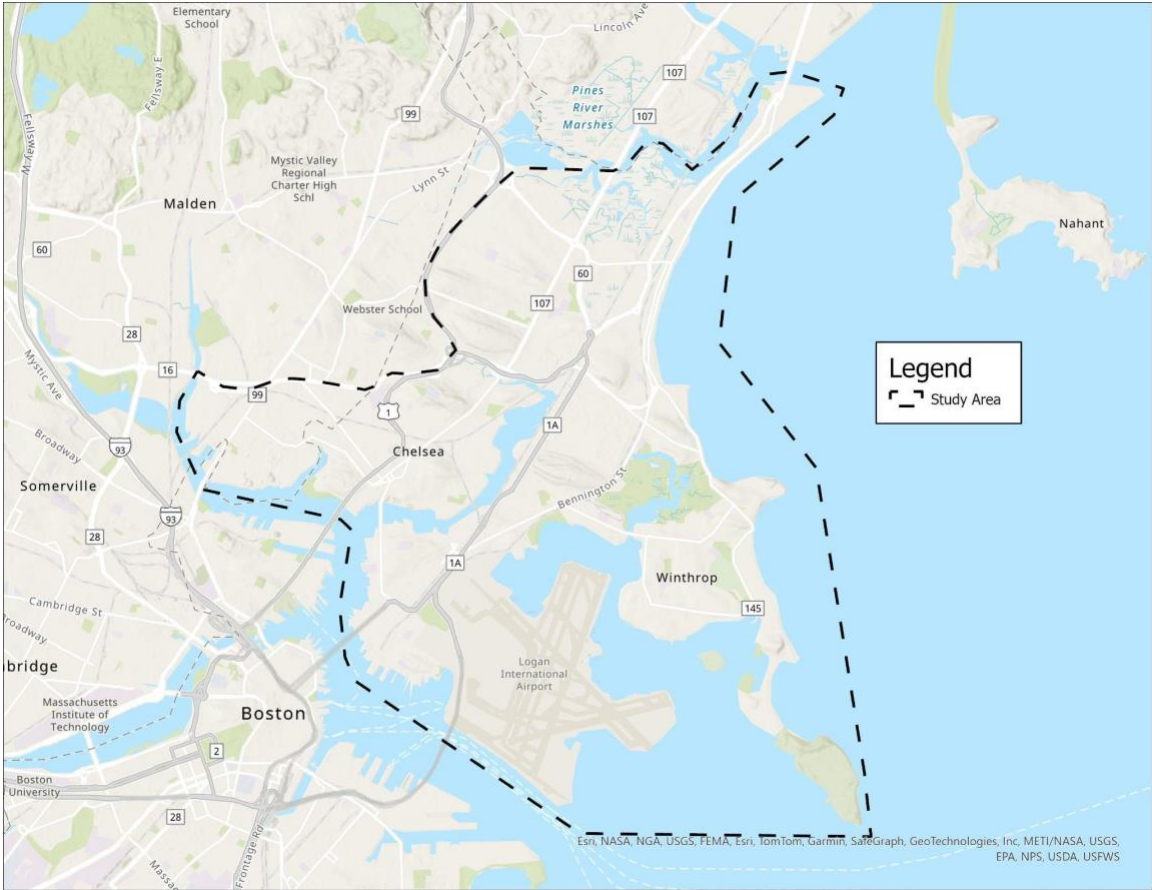 Elementary
School
Lincoln Ave
Fellsway E
107
Pines
River
Marshes
99
107
Fellsway W
Mystic Valley
Regional
Charter High
Schl
Lynn St
Malden
Nahant
60
60
107
Webster School
28
16
99
Legend
Study Area
Mystic Ave
1
1A
Broadway
93
Chelsea
Bennington St
Somerville
93
28
1A
Winthrop
Cambridge St
145
Broadway
mbridge
Logan
International
Airport
Massachusetts
Institute of
Technology
Boston
2
Boston
University
28
Frontage Rd
Massa
Esri, NASA, NGA, USGS, FEMA, Esri, TomTom, Garmin, SafeGraph, GeoTechnologies, Inc, METI/NASA, USGS,
EPA, NPS, USDA, USFWS